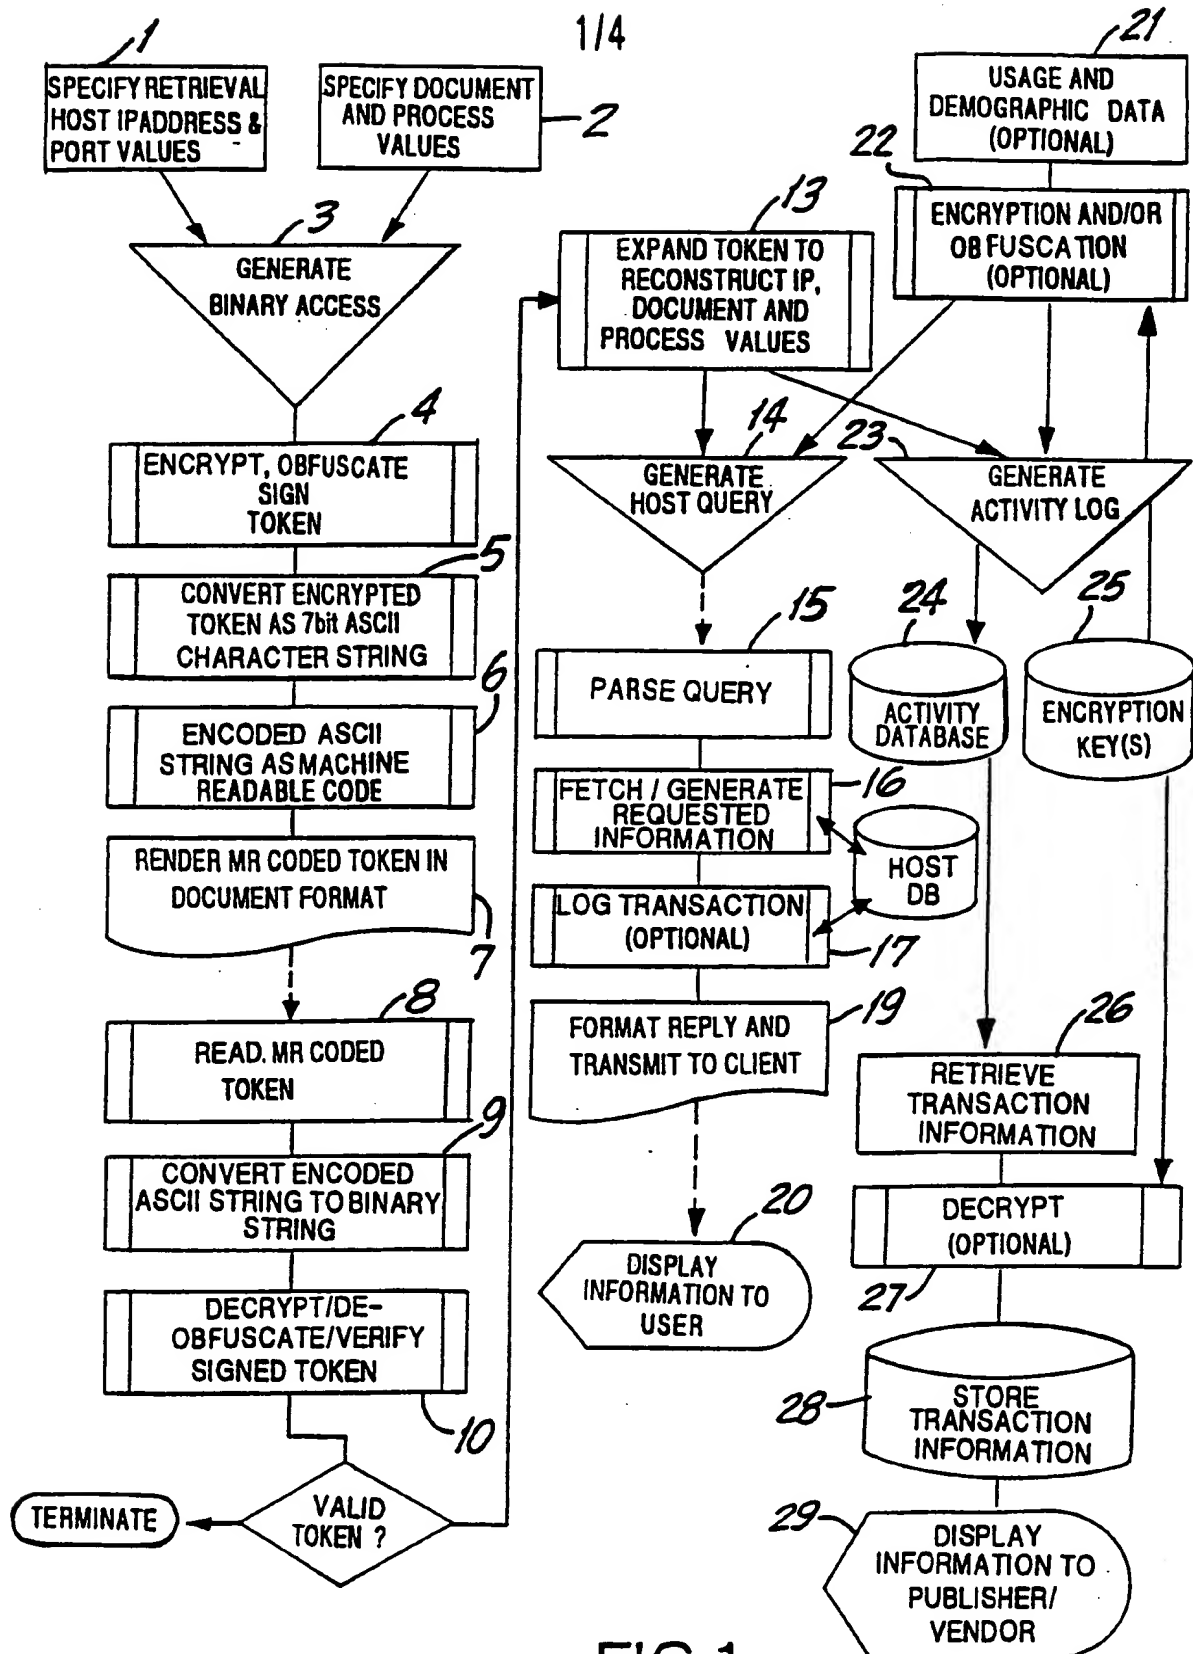 1/4
1
SPECIFY RETRIEVAL
HOST IPADDRESS &
PORT VALUES
SPECIFY DOCUMENT
AND PROCESS
VALUES
2
3
GENERATE
BINARY ACCESS
4
ENCRYPT, OBFUSCATE
SIGN
TOKEN
5
CONVERT ENCRYPTED
TOKEN AS 7bit ASCII
CHARACTER STRING
6
ENCODED ASCII
STRING AS MACHINE
READABLE CODE
RENDER MR CODED TOKEN IN
DOCUMENT FORMAT
7
8
READ. MR CODED
TOKEN
9
CONVERT ENCODED
ASCII STRING TO BINARY
STRING
DECRYPT/DE-
OBFUSCATE/VERIFY
SIGNED TOKEN
10
VALID
TOKEN ?
TERMINATE
13
EXPAND TOKEN TO
RECONSTRUCT IP,
DOCUMENT AND
PROCESS VALUES
14
GENERATE
HOST QUERY
15
PARSE QUERY
16
FETCH / GENERATE
REQUESTED
INFORMATION
HOST
DB
LOG TRANSACTION
(OPTIONAL)
17
19
FORMAT REPLY AND
TRANSMIT TO CLIENT
20
DISPLAY
INFORMATION TO
USER
21
USAGE AND
DEMOGRAPHIC DATA
(OPTIONAL)
22
ENCRYPTION AND/OR
OBFUSCATION
(OPTIONAL)
23
GENERATE
ACTIVITY LOG
24
ACTIVITY
DATABASE
25
ENCRYPTION
KEY(S)
26
RETRIEVE
TRANSACTION
INFORMATION
DECRYPT
(OPTIONAL)
27
28
STORE
TRANSACTION
INFORMATION
29
DISPLAY
INFORMATION TO
PUBLISHER/
VENDOR
FIG.1